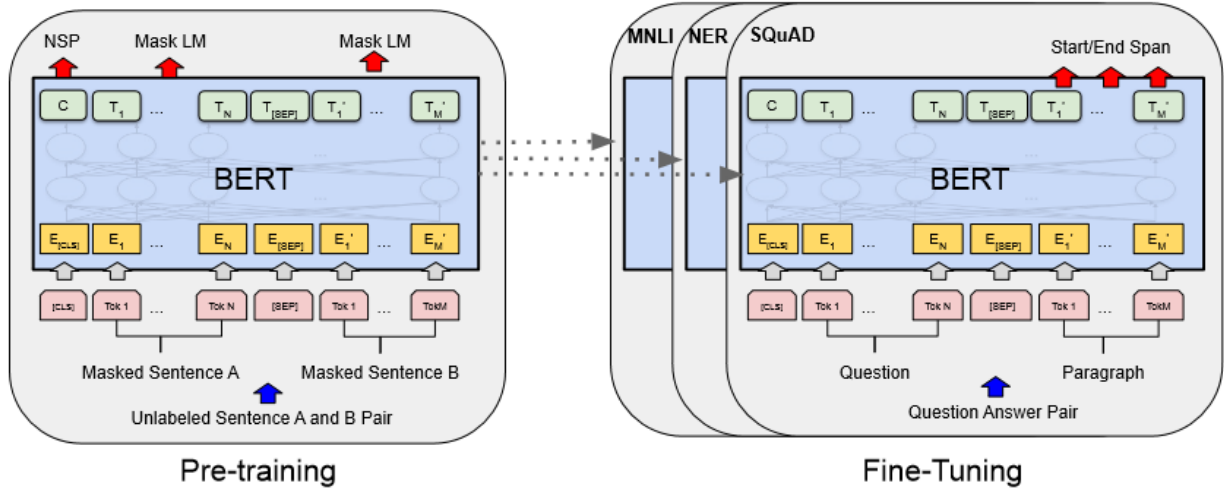 NSP Mask LM Mask LM
C T1 ... TN T[SEP] T1' ... TM'
...
BERT
...
E[CLS] E1 ... EN E[SEP] E1' ... EM'
[CLS] Tok 1 ... Tok N [SEP] Tok 1 ... TokM
Masked Sentence A Masked Sentence B
Unlabeled Sentence A and B Pair
Pre-training
MNLI NER SQuAD
Start/End Span
C T1 ... TN T[SEP] T1' ... TM'
...
BERT
...
E[CLS] E1 ... EN E[SEP] E1' ... EM'
[CLS] Tok 1 ... Tok N [SEP] Tok 1 ... TokM
Question Paragraph
Question Answer Pair
Fine-Tuning